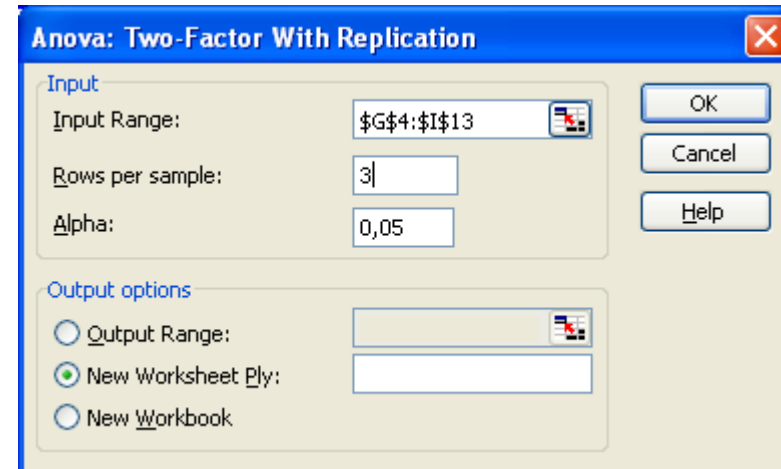 Anova: Two-Factor With Replication
Input
Input Range:
$G$4:$I$13
Rows per sample:
3
Alpha:
0,05
OK
Cancel
Help
Output options
Output Range:
New Worksheet Ply:
New Workbook